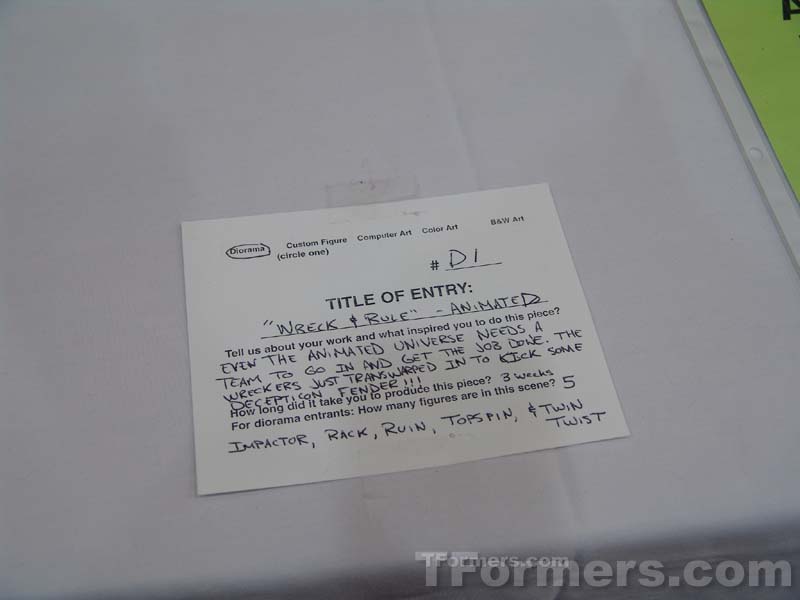 Diorama Custom Figure Computer Art Color Art B&W Art
(circle one)
# D1
TITLE OF ENTRY:
"WRECK & RULE" - ANIMATED
Tell us about your work and what inspired you to do this piece?
EVEN THE ANIMATED UNIVERSE NEEDS A
TEAM TO GO IN AND GET THE JOB DONE. THE
WRECKERS JUST TRANSWARPED IN TO KICK SOME
DECEPTICON FENDER!!!
How long did it take you to produce this piece? 3 weeks
For diorama entrants: How many figures are in this scene? 5
IMPACTOR, RACK, RUIN, TOPSPIN, & TWIN
TWIST
TFormers.com
TFormers.com